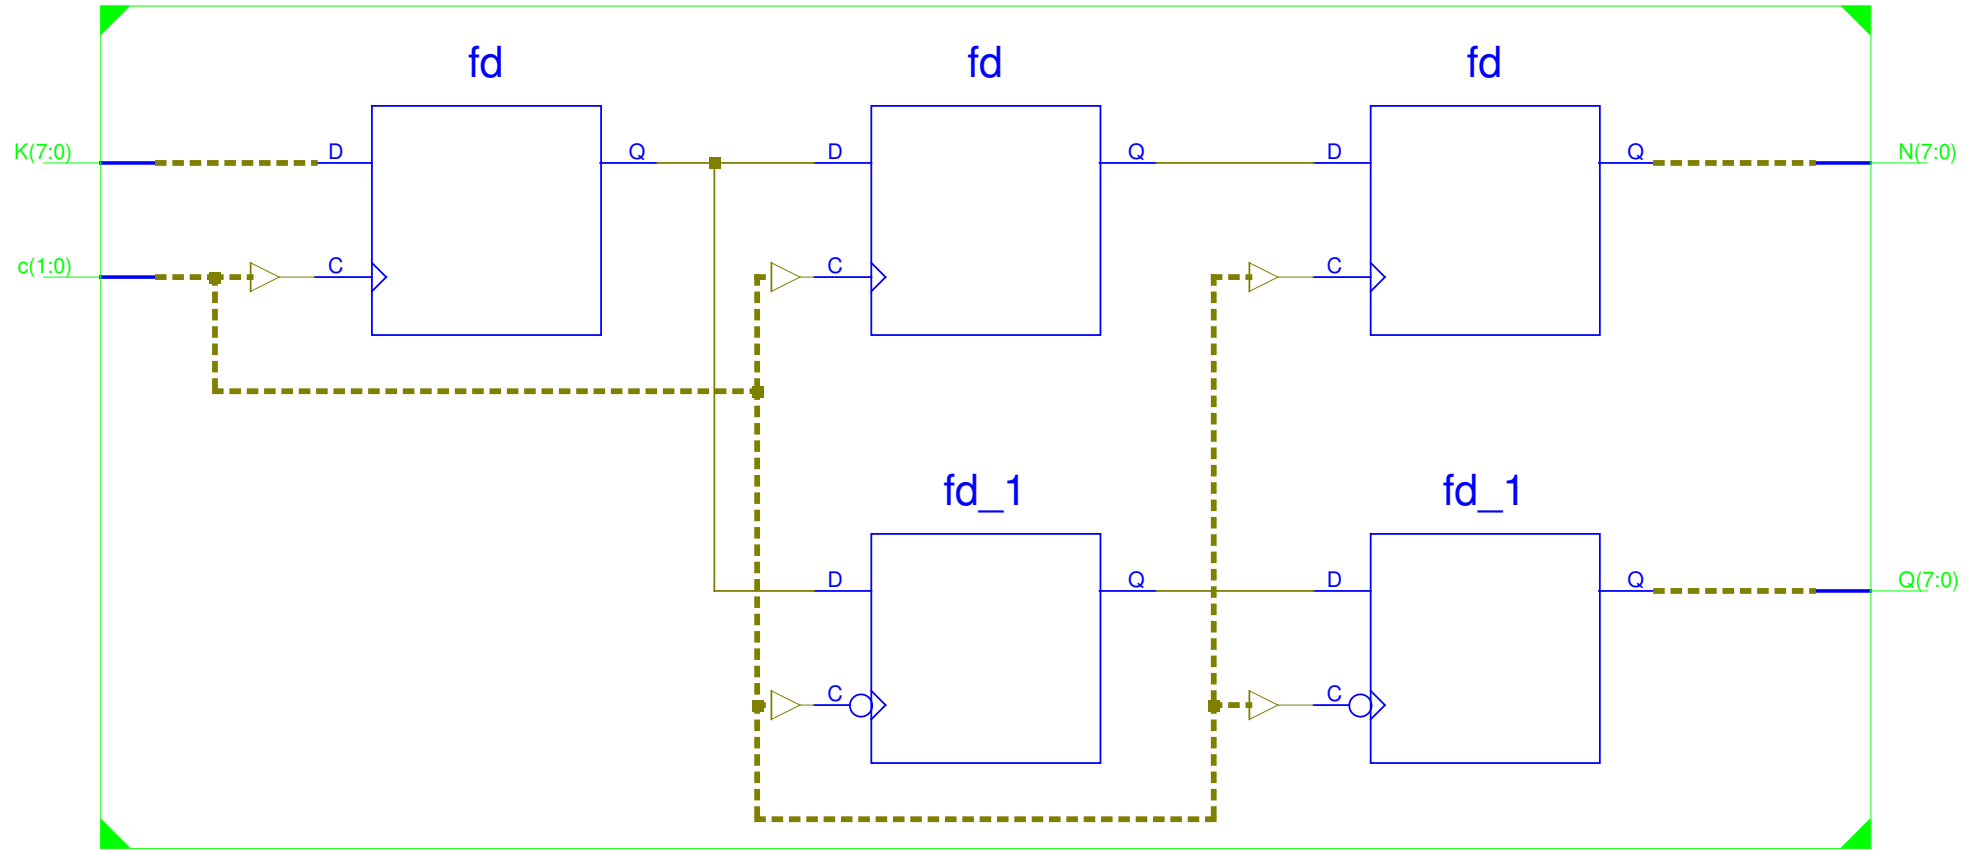 fd fd fd
K(7:0) D Q D Q D Q N(7:0)
c(1:0) C C C
fd_1 fd_1
D Q D Q Q(7:0)
C C